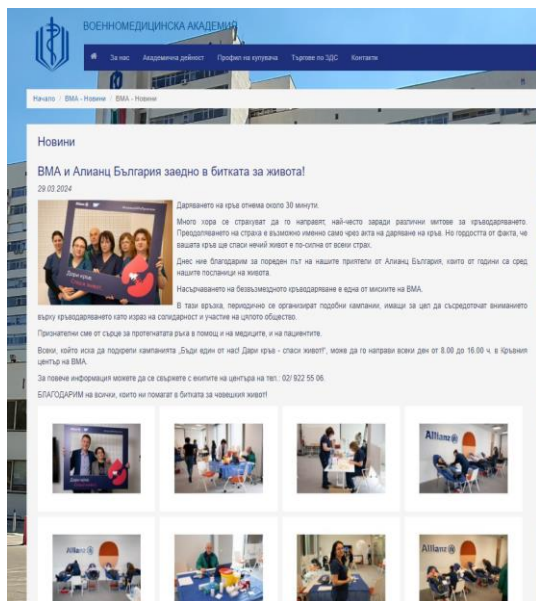 ВОЕННОМЕДИЦИНСКА АКАДЕМИЯ
За нас Академична дейност Профил на купувача Търгове по ЗДС Контакти
Начало / ВМА - Новини / ВМА - Новини
Новини
ВМА и Алианц България заедно в битката за живота!
29.03.2024
Даряването на кръв отнема около 30 минути.
Много хора се страхуват да го направят, най-често заради различни митове за кръводаряването.
Преодоляването на страха е възможно именно само чрез акта на даряване на кръв. Но гордостта от факта, че
вашата кръв ще спаси нечий живот е по-силна от всеки страх.
Днес ние благодарим за пореден път на нашите приятели от Алианц България, които от години са сред
нашите посланици на живота.
Насърчаването на безвъзмездното кръводаряване е една от мисиите на ВМА.
В тази връзка, периодично се организират подобни кампании, имащи за цел да съсредоточат вниманието
върху кръводаряването като израз на солидарност и участие на цялото общество.
Признателни сме от сърце за протегнатата ръка в помощ и на медиците, и на пациентите.
Всеки, който иска да подкрепи кампанията „Бъди един от нас! Дари кръв - спаси живот!", може да го направи всеки ден от 8.00 до 16.00 ч. в Кръвния
център на ВМА.
За повече информация можете да се свържете с екипите на центъра на тел.: 02/ 922 55 06.
БЛАГОДАРИМ на всички, които ни помагат в битката за човешкия живот!
Allianz
Allianz
Allianz